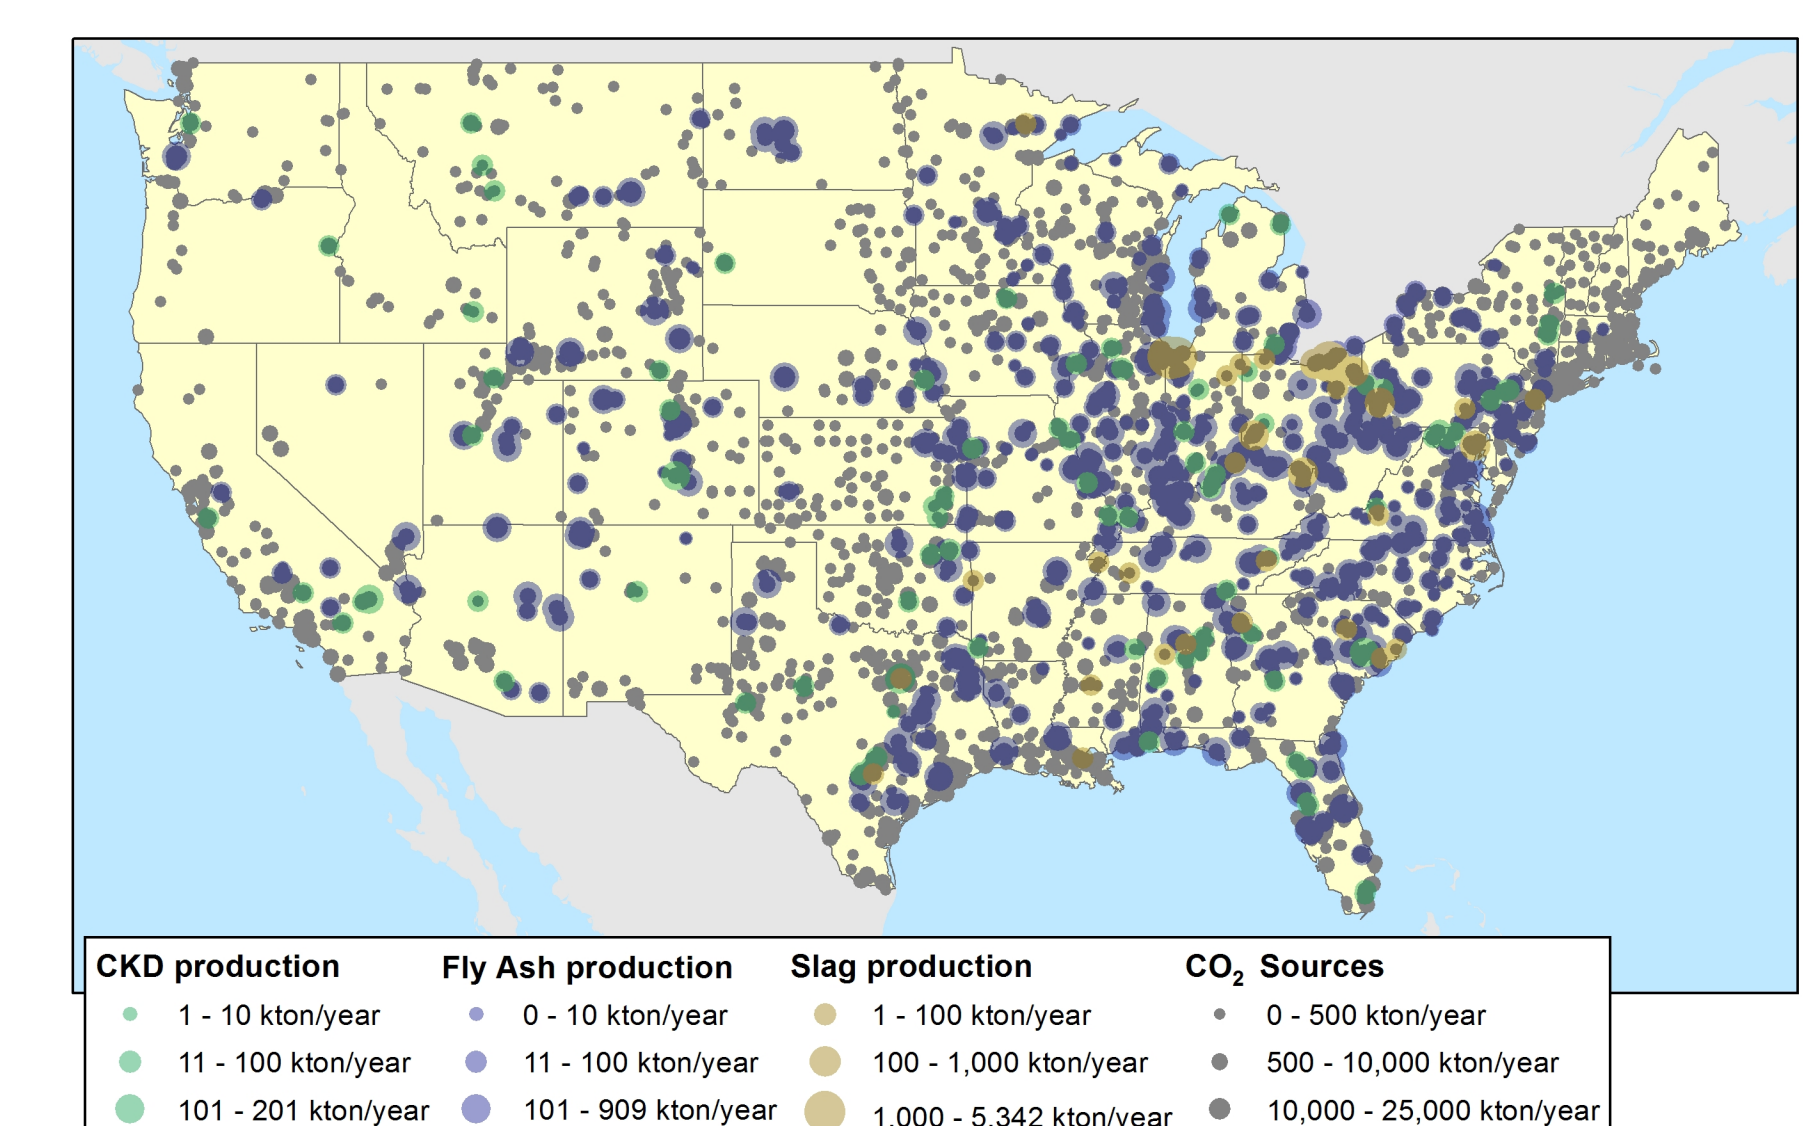 CKD production Fly Ash production Slag production CO₂ Sources
1 - 10 kton/year 0 - 10 kton/year 1 - 100 kton/year 0 - 500 kton/year
11 - 100 kton/year 11 - 100 kton/year 100 - 1,000 kton/year 500 - 10,000 kton/year
101 - 201 kton/year 101 - 909 kton/year 1,000 - 5,342 kton/year 10,000 - 25,000 kton/year